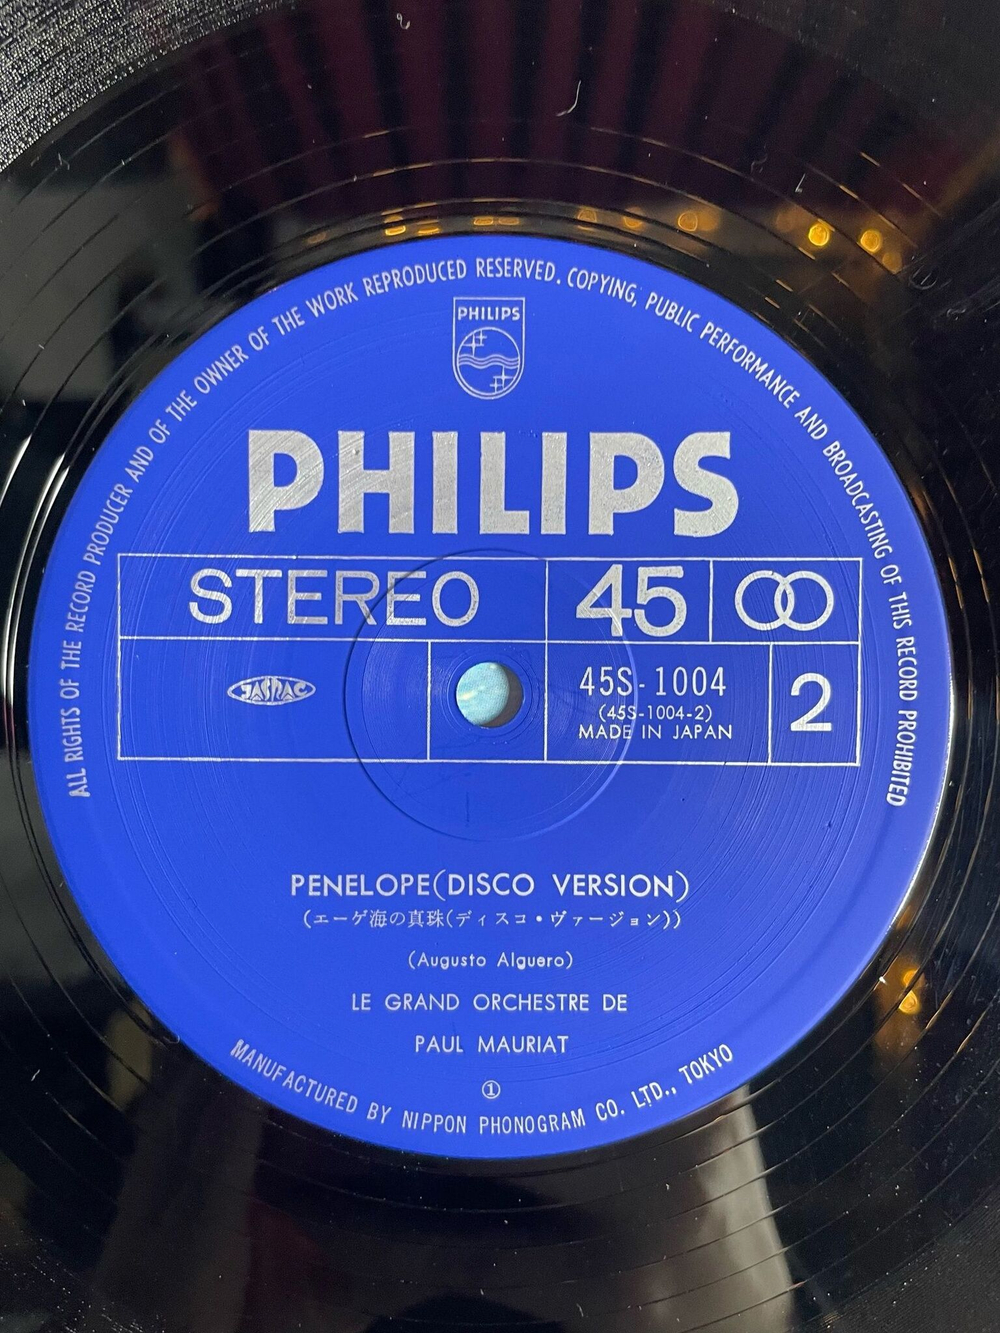 ALL RIGHTS OF THE RECORD PRODUCER AND OF THE OWNER OF THE WORK REPRODUCED RESERVED. COPYING, PUBLIC PERFORMANCE AND BROADCASTING OF THIS RECORD PROHIBITED
PHILIPS
PHILIPS
STEREO 45
JASRAC 45S-1004 2
(45S-1004-2)
MADE IN JAPAN
PENELOPE(DISCO VERSION)
(エーゲ海の真珠(ディスコ・ヴァージョン))
(Augusto Alguero)
LE GRAND ORCHESTRE DE
PAUL MAURIAT
①
MANUFACTURED BY NIPPON PHONOGRAM CO. LTD., TOKYO